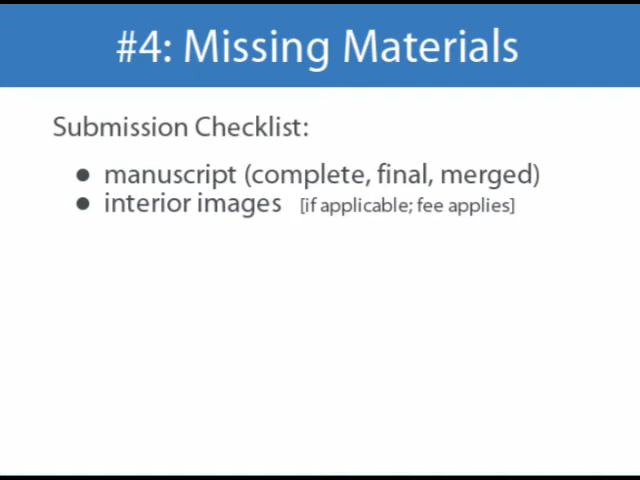 #4: Missing Materials
Submission Checklist:
● manuscript (complete, final, merged)
● interior images [if applicable; fee applies]